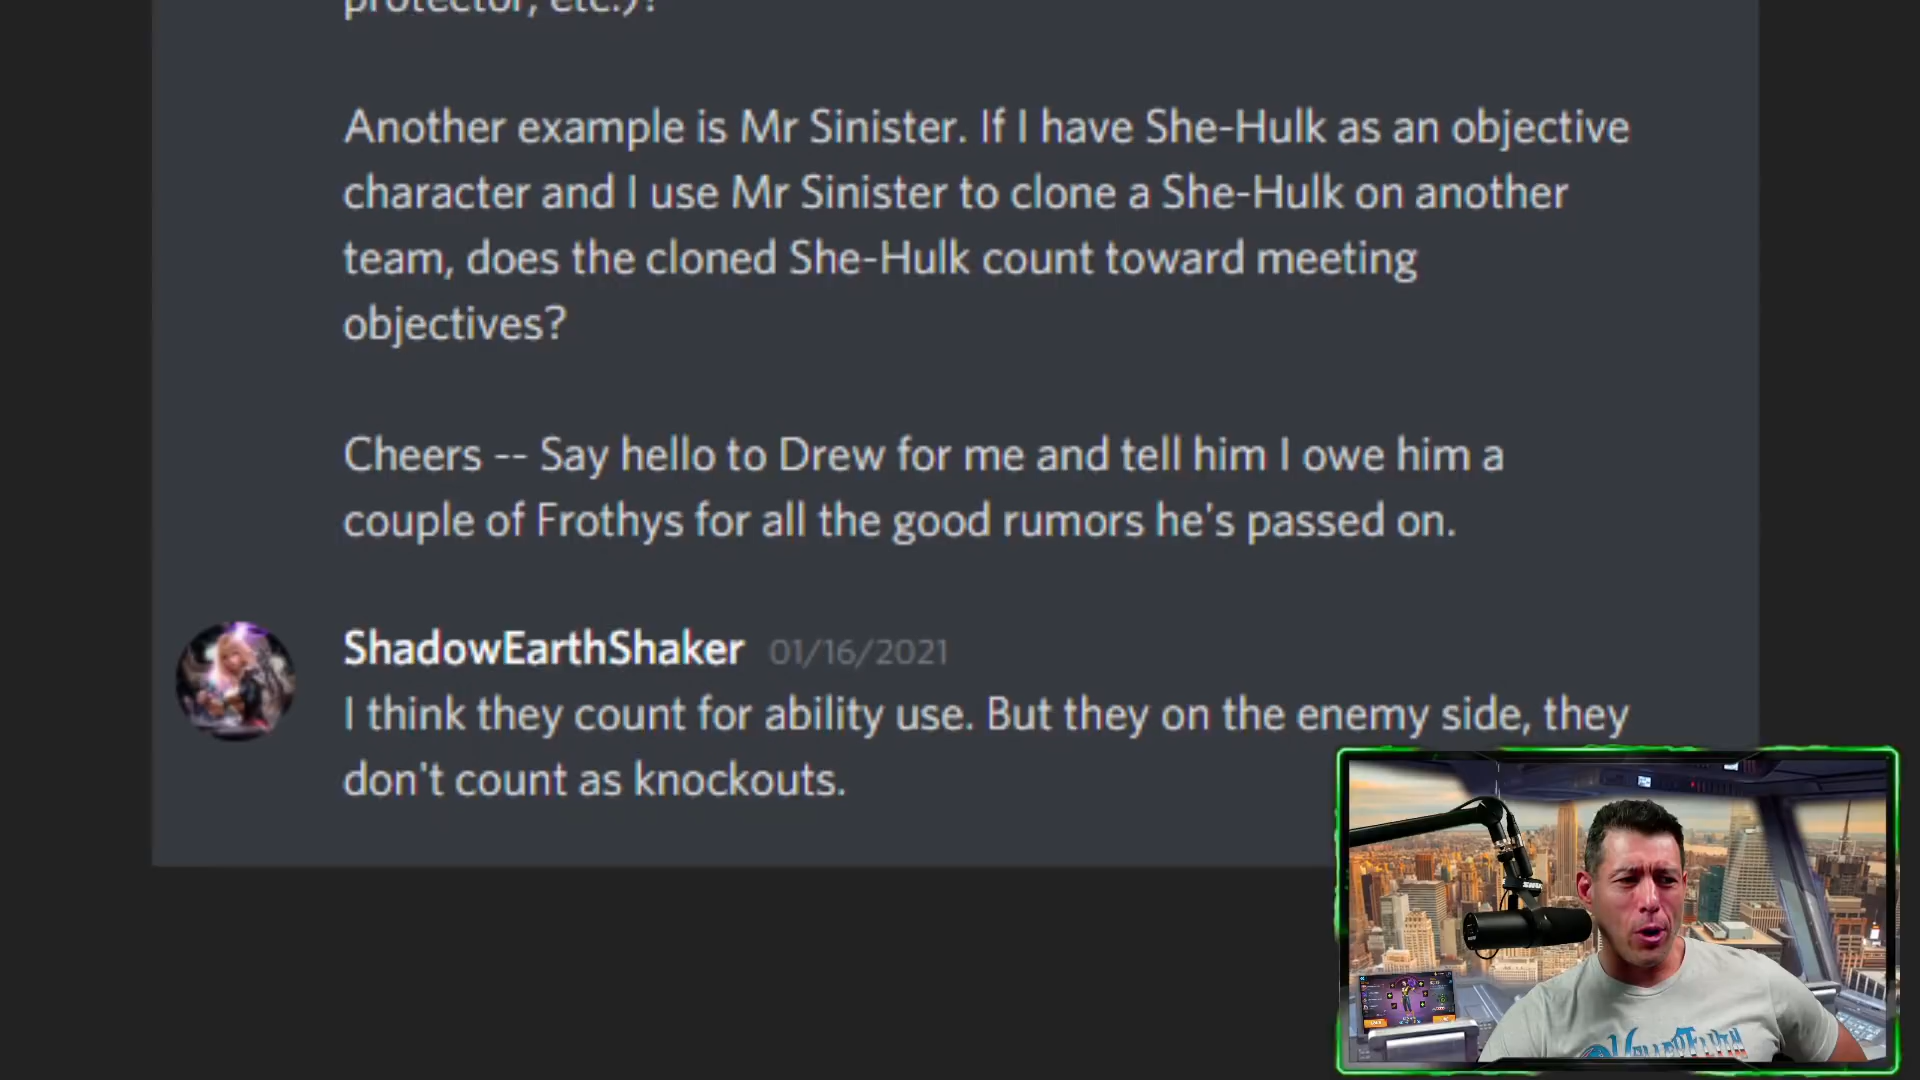 protector, etc.)?
Another example is Mr Sinister. If I have She-Hulk as an objective
character and I use Mr Sinister to clone a She-Hulk on another
team, does the cloned She-Hulk count toward meeting
objectives?
Cheers -- Say hello to Drew for me and tell him I owe him a
couple of Frothys for all the good rumors he's passed on.
ShadowEarthShaker 01/16/2021
I think they count for ability use. But they on the enemy side, they
don't count as knockouts.